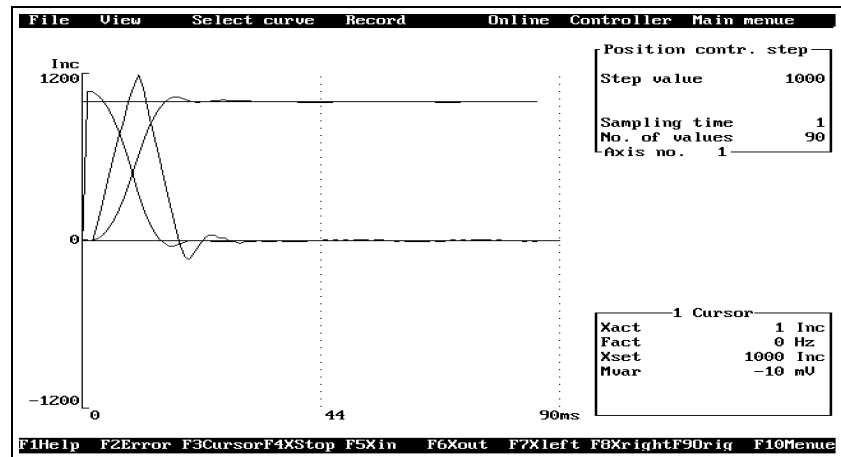 File View Select curve Record Online Controller Main menue
Position contr. step
Inc
1200
Step value 1000
Sampling time 1
No. of values 90
Axis no. 1
0
1 Cursor
Xact 1 Inc
Fact 0 Hz
Xset 1000 Inc
Mvar -10 mV
-1200
0 44 90ms
F1Help F2Error F3CursorF4XStop F5Xin F6Xout F7Xleft F8XrightF9Orig F10Menue